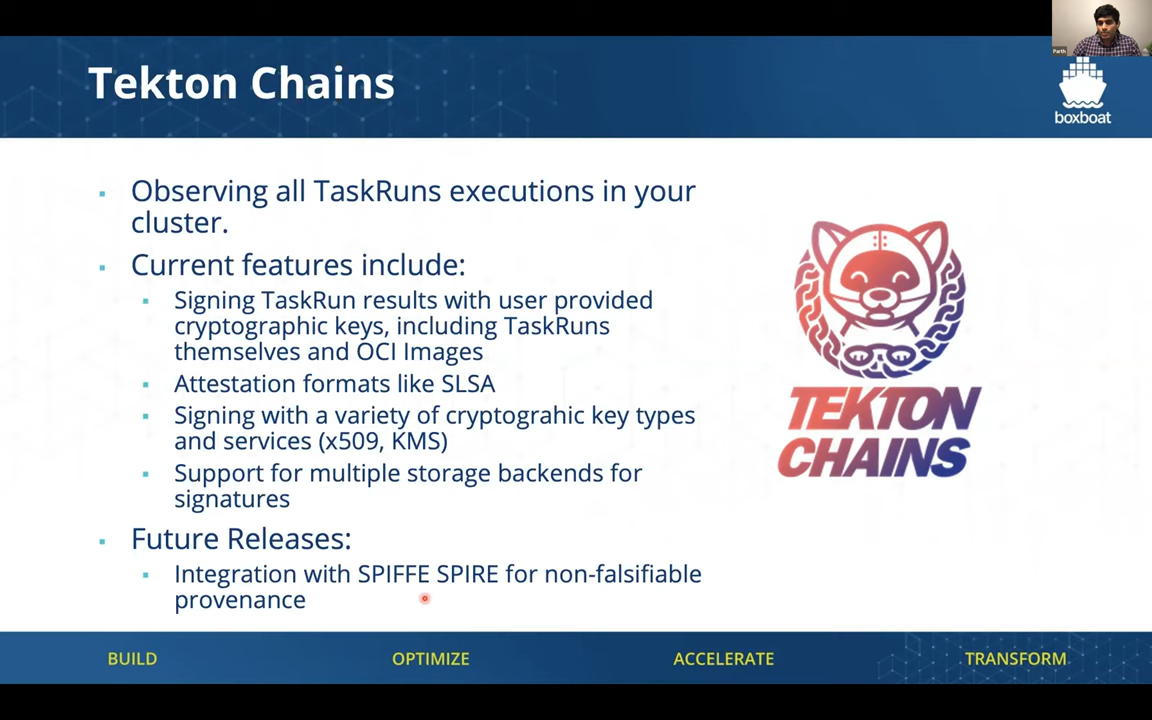 Tekton Chains
Parth
boxboat
Observing all TaskRuns executions in your
cluster.
Current features include:
Signing TaskRun results with user provided
cryptographic keys, including TaskRuns
themselves and OCI Images
Attestation formats like SLSA
Signing with a variety of cryptograhic key types
and services (x509, KMS)
Support for multiple storage backends for
signatures
Future Releases:
Integration with SPIFFE SPIRE for non-falsifiable
provenance
TEKTON
CHAINS
BUILD
OPTIMIZE
ACCELERATE
TRANSFORM